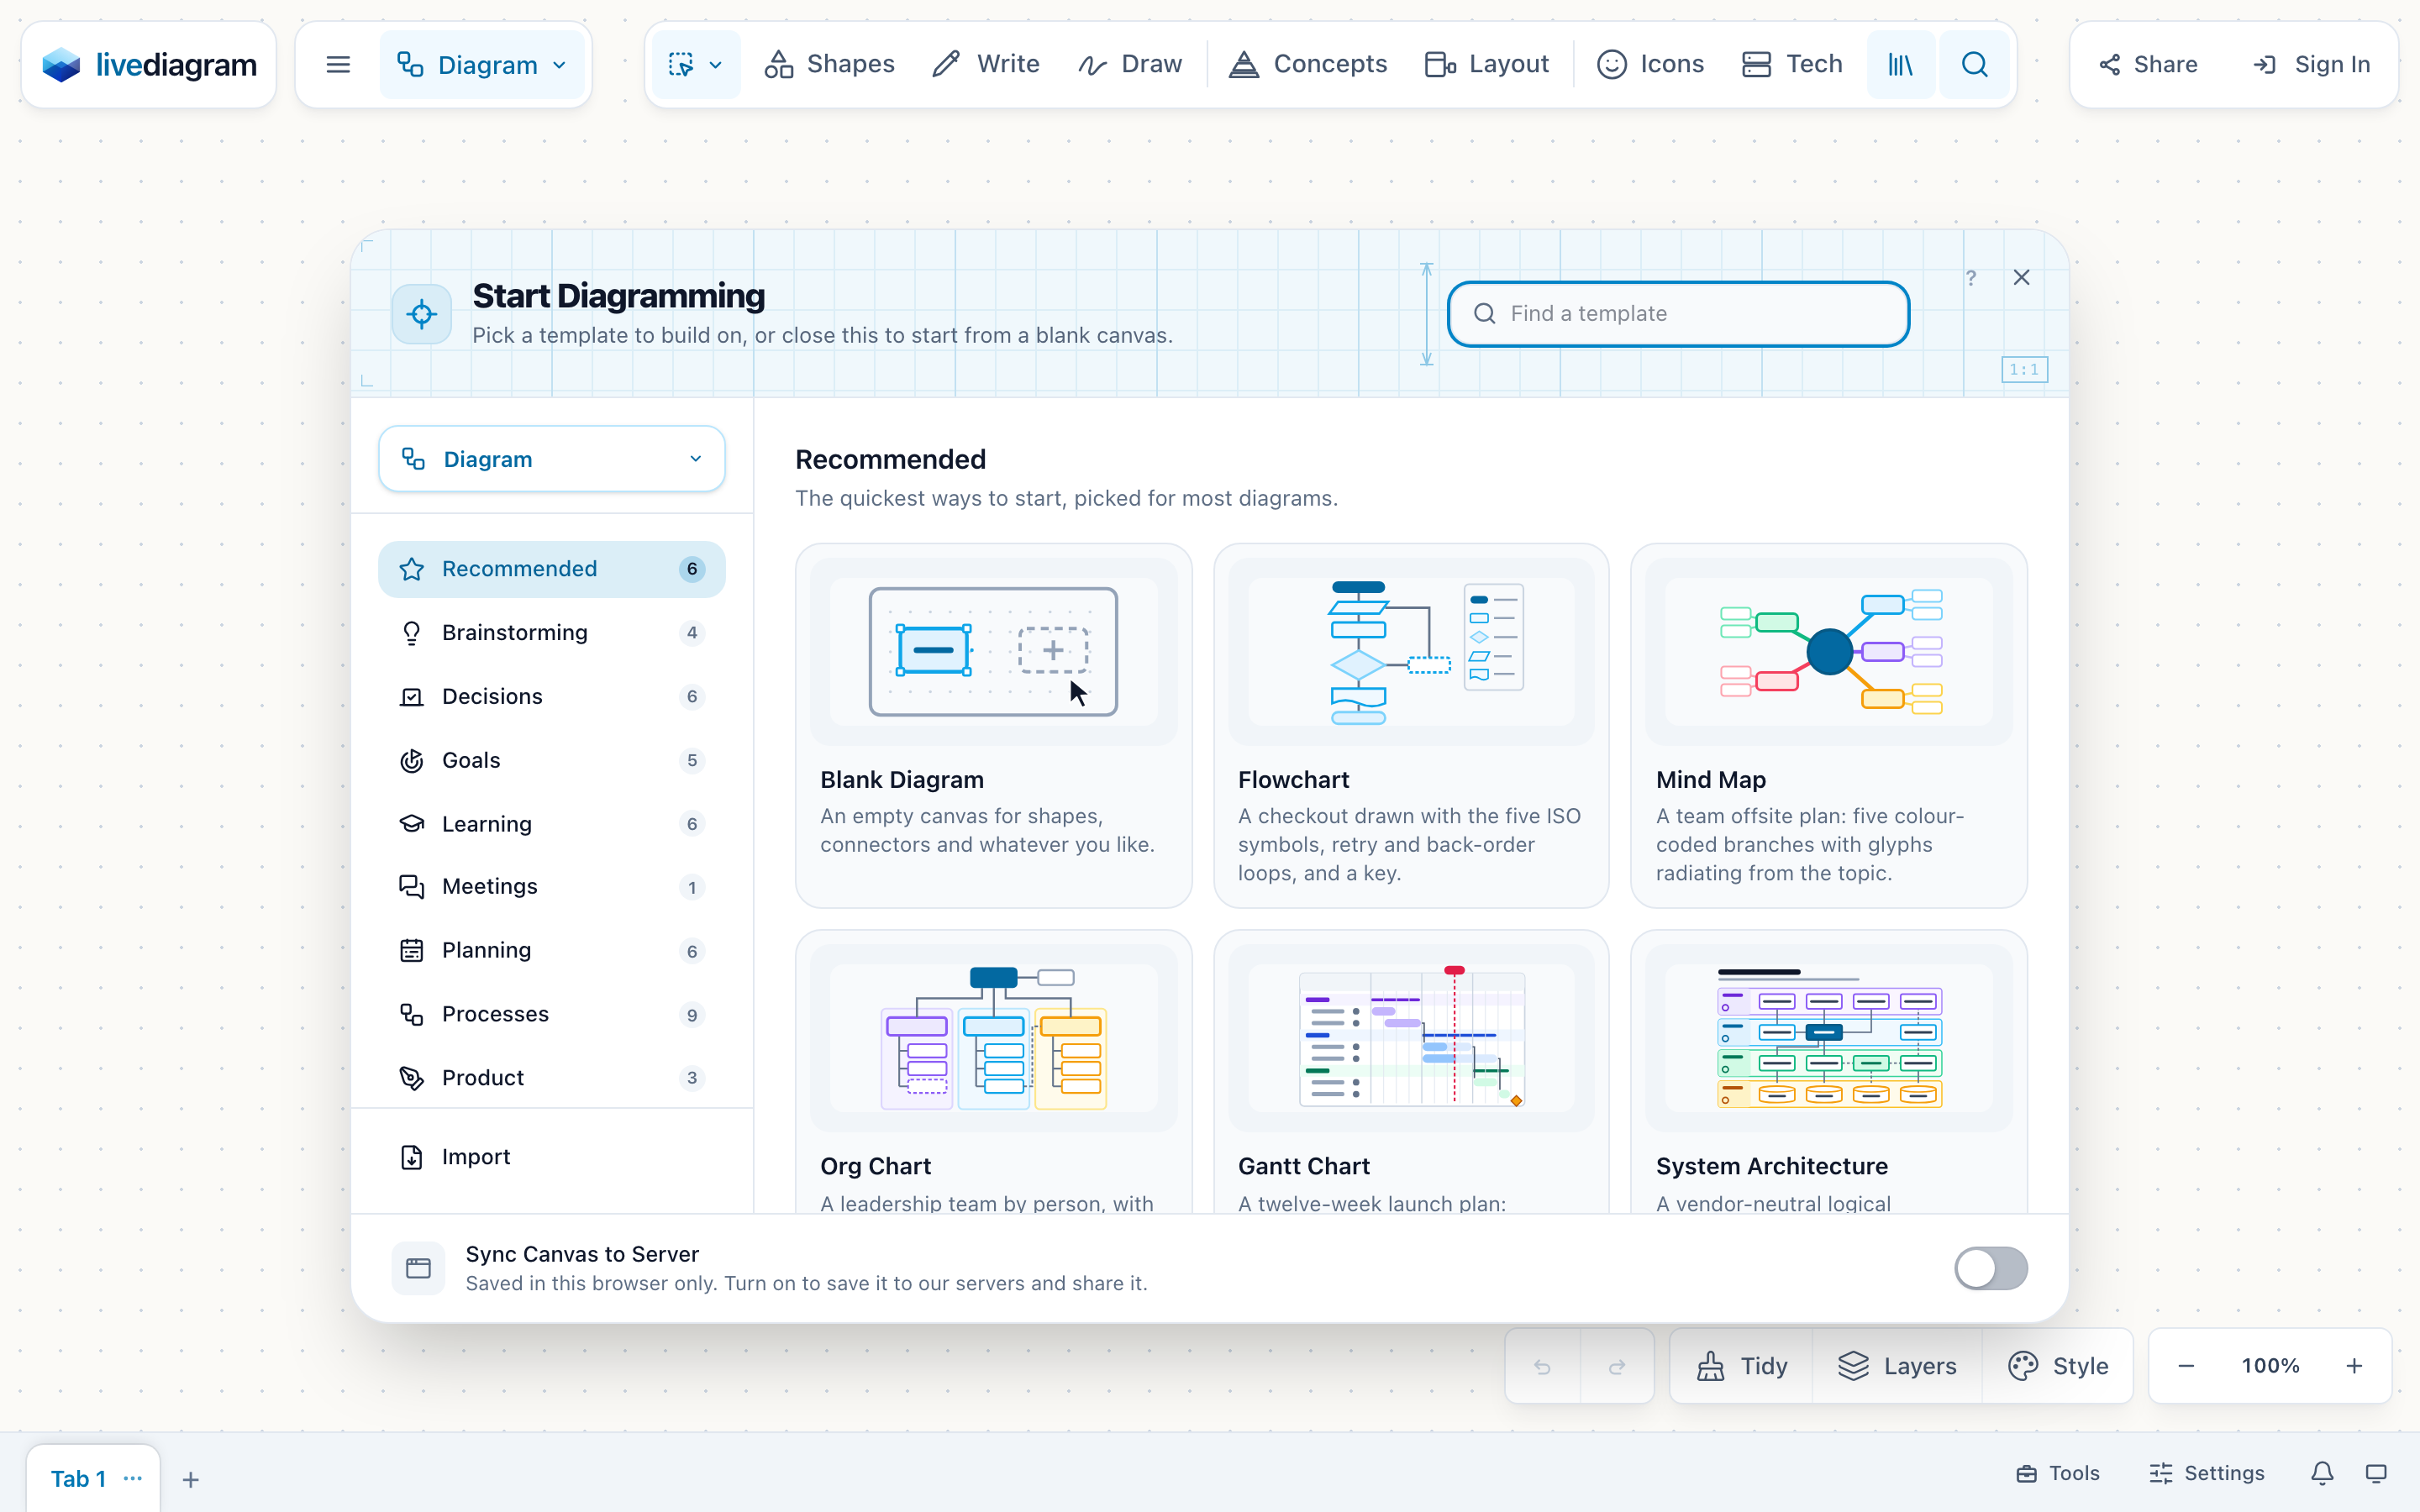 livediagram
Diagram
Shapes
Write
Draw
Concepts
Layout
Icons
Tech
Share
Sign In
Start Diagramming
Pick a template to build on, or close this to start from a blank canvas.
Find a template
?
1:1
Diagram
Recommended 6
Brainstorming 4
Decisions 6
Goals 5
Learning 6
Meetings 1
Planning 6
Processes 9
Product 3
Import
Recommended
The quickest ways to start, picked for most diagrams.
Blank Diagram
An empty canvas for shapes,
connectors and whatever you like.
Flowchart
A checkout drawn with the five ISO
symbols, retry and back-order
loops, and a key.
Mind Map
A team offsite plan: five colour-
coded branches with glyphs
radiating from the topic.
Org Chart
A leadership team by person, with
Gantt Chart
A twelve-week launch plan:
System Architecture
A vendor-neutral logical
Sync Canvas to Server
Saved in this browser only. Turn on to save it to our servers and share it.
Tidy
Layers
Style
100%
Tab 1
Tools
Settings